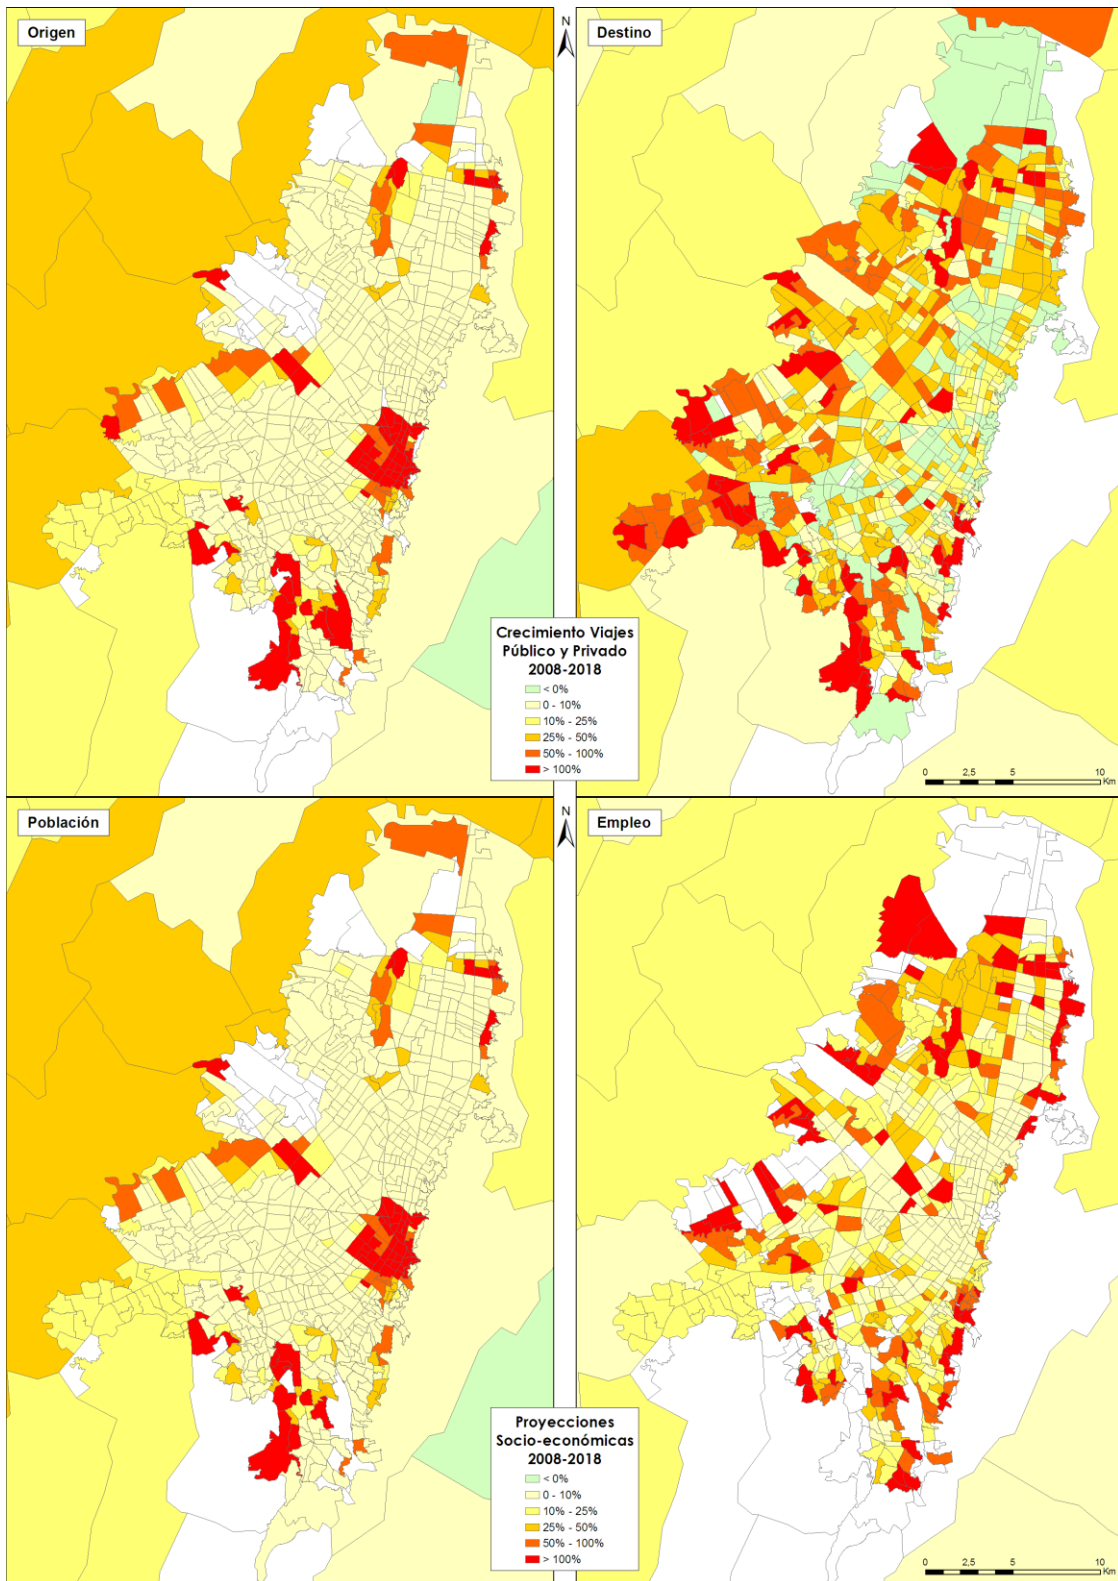 Origen
N
Destino
Crecimiento Viajes
Público y Privado
2008-2018
< 0%
0 - 10%
10% - 25%
25% - 50%
50% - 100%
> 100%
0 2,5 5 10
Km
Población
N
Empleo
Proyecciones
Socio-económicas
2008-2018
< 0%
0 - 10%
10% - 25%
25% - 50%
50% - 100%
> 100%
0 2,5 5 10
Km